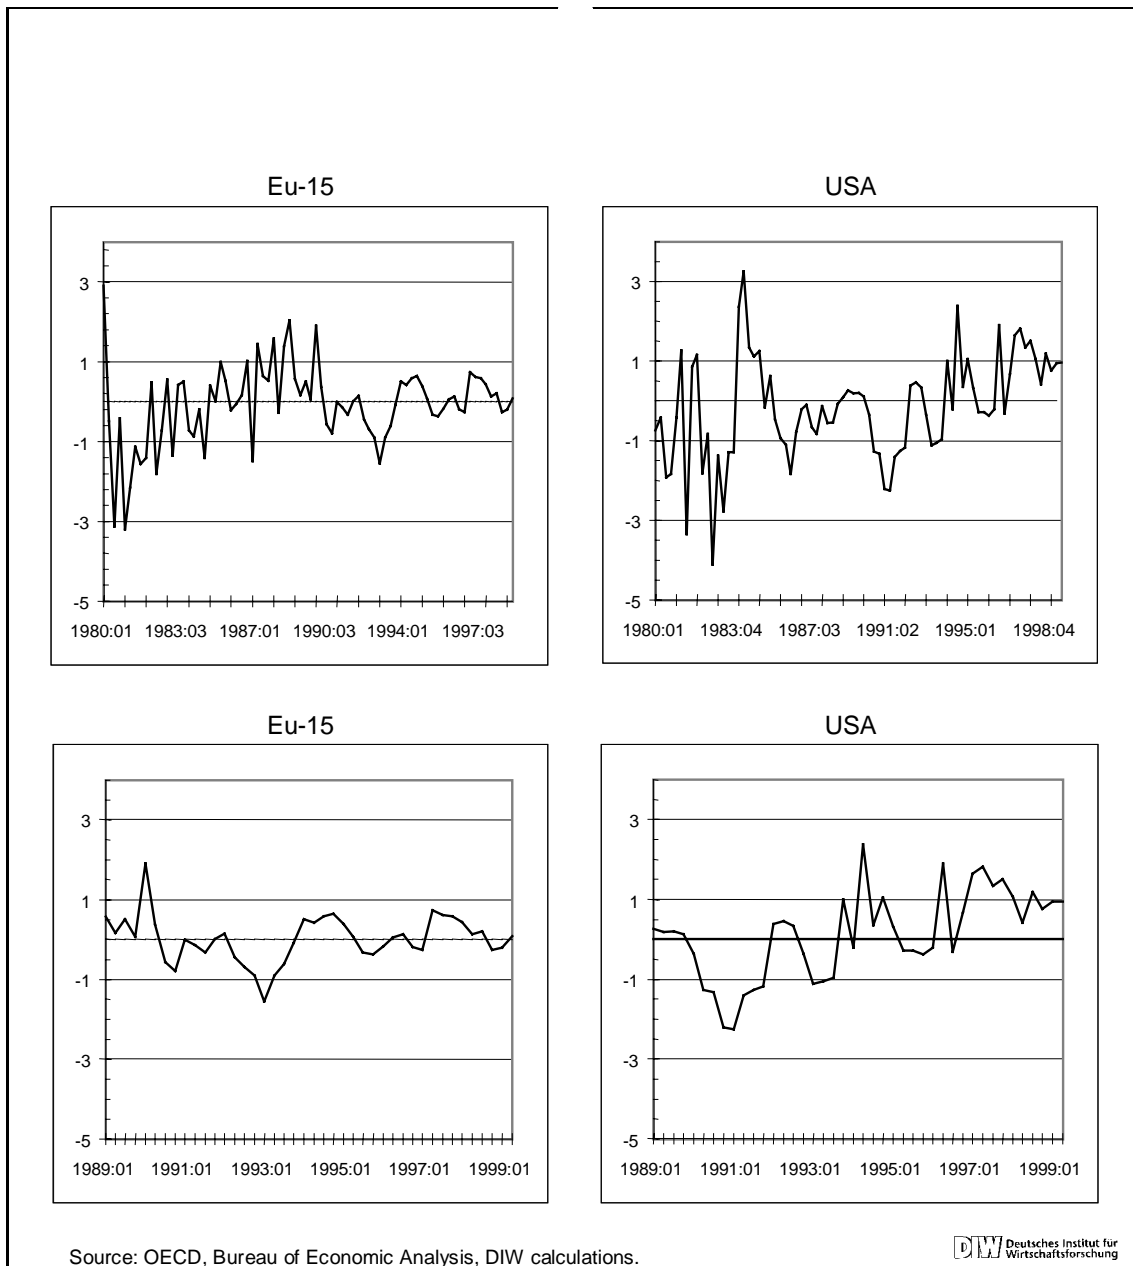 Eu-15
USA
3
1
-1
-3
-5
1980:01 1983:03 1987:01 1990:03 1994:01 1997:03
3
1
-1
-3
-5
1980:01 1983:04 1987:03 1991:02 1995:01 1998:04
Eu-15
USA
3
1
-1
-3
-5
1989:01 1991:01 1993:01 1995:01 1997:01 1999:01
3
1
-1
-3
-5
1989:01 1991:01 1993:01 1995:01 1997:01 1999:01
Source: OECD, Bureau of Economic Analysis, DIW calculations.
DIW Deutsches Institut für
Wirtschaftsforschung